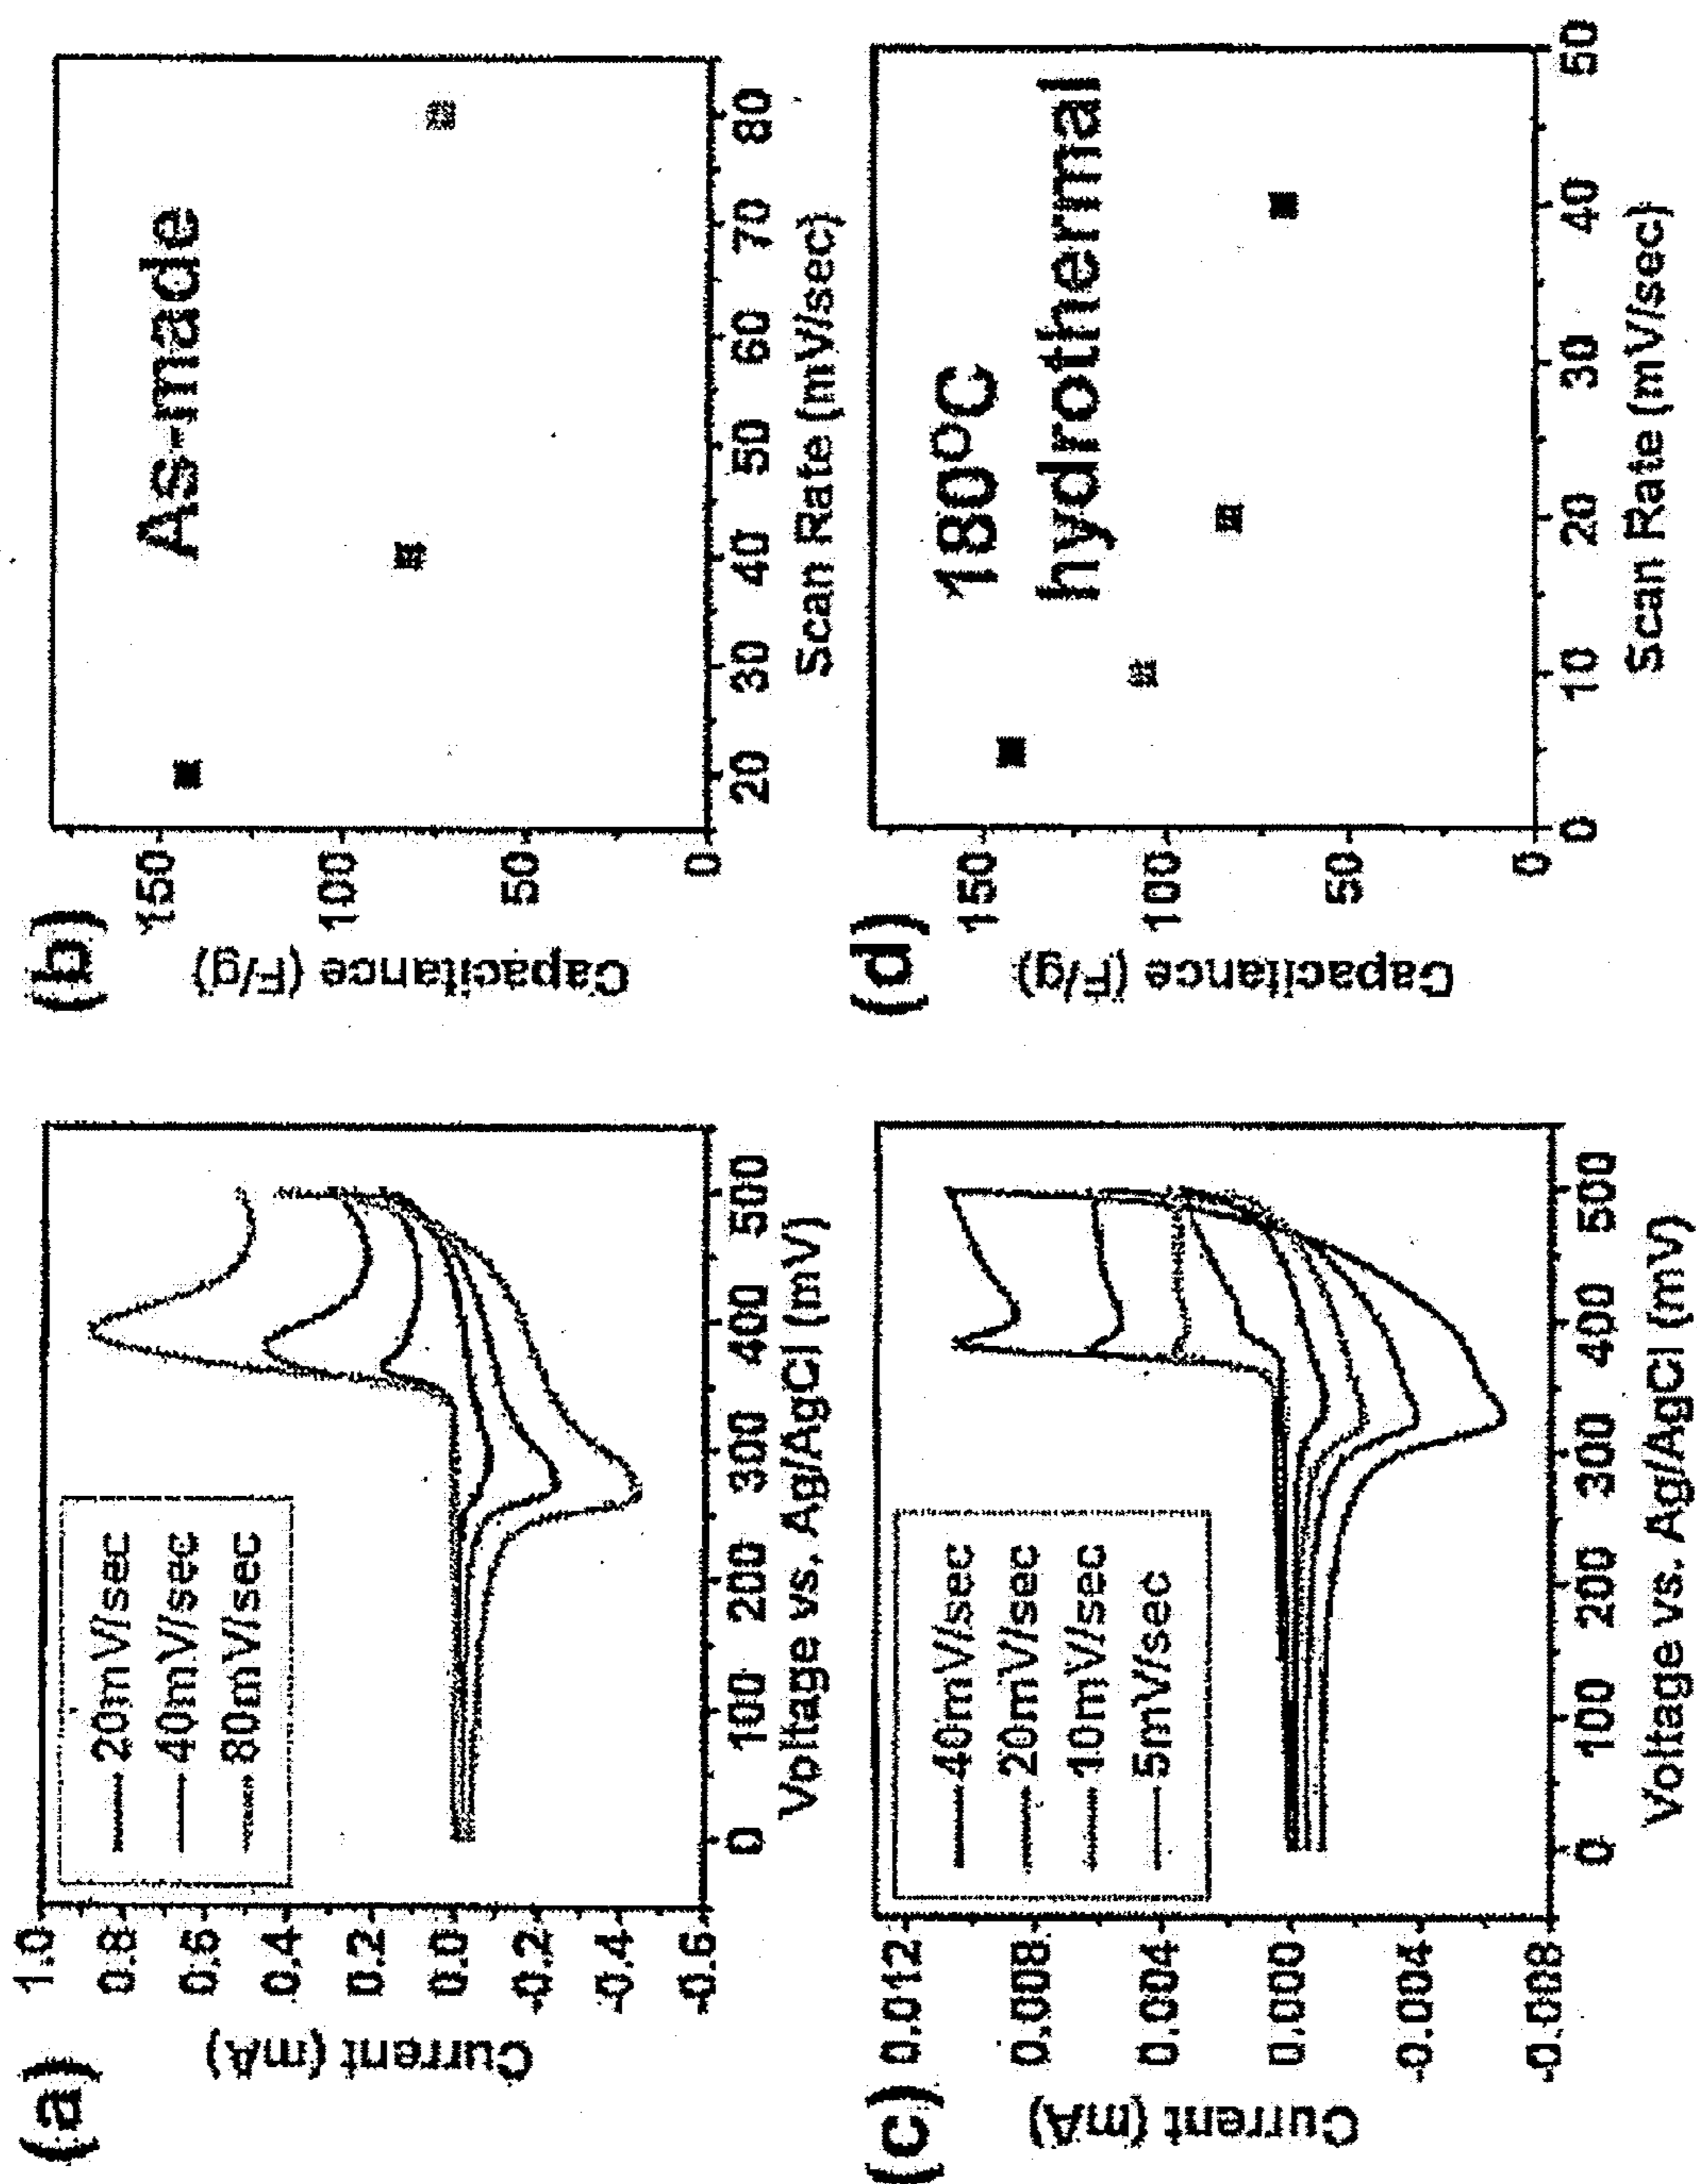 (a)
Current (mA)
1.0
0.8
0.6
0.4
0.2
0.0
-0.2
-0.4
-0.6
20mV/sec
40mV/sec
80mV/sec
0 100 200 300 400 500
Voltage vs. Ag/AgCl (mV)
(b)
Capacitance (F/g)
150
100
50
0
As-made
20 30 40 50 60 70 80
Scan Rate (mV/sec)
(c)
Current (mA)
0.012
0.008
0.004
0.000
-0.004
-0.008
40mV/sec
20mV/sec
10mV/sec
5mV/sec
0 100 200 300 400 500
Voltage vs. Ag/AgCl (mV)
(d)
Capacitance (F/g)
150
100
50
0
180ºC
hydrothermal
0 10 20 30 40 50
Scan Rate (mV/sec)